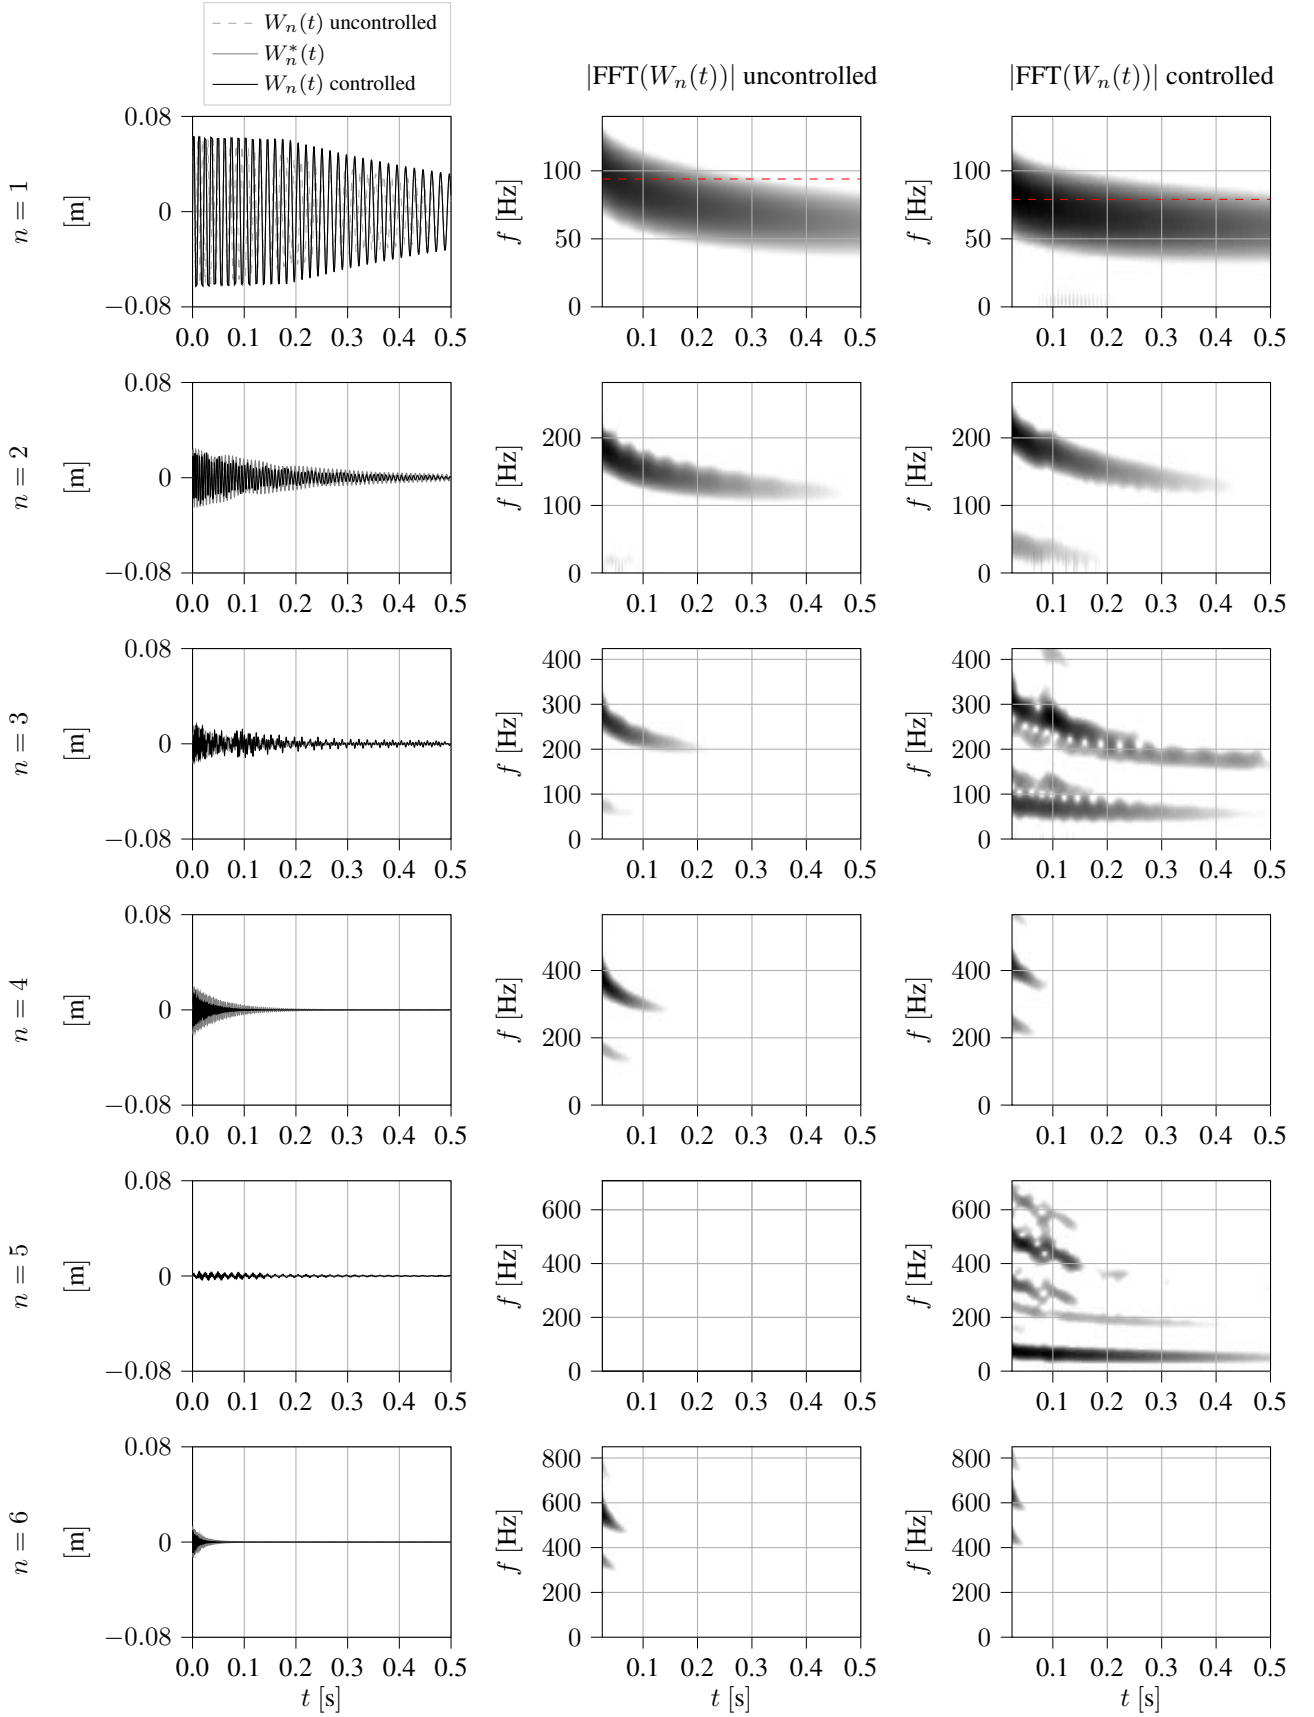 W_n(t) uncontrolled
W_n^*(t)
W_n(t) controlled
|FFT(W_n(t))| uncontrolled
|FFT(W_n(t))| controlled
n = 1
[m]
0.08
0
−0.08
0.0 0.1 0.2 0.3 0.4 0.5
f [Hz]
100
50
0
0.1 0.2 0.3 0.4 0.5
f [Hz]
100
50
0
0.1 0.2 0.3 0.4 0.5
n = 2
[m]
0.08
0
−0.08
0.0 0.1 0.2 0.3 0.4 0.5
f [Hz]
200
100
0
0.1 0.2 0.3 0.4 0.5
f [Hz]
200
100
0
0.1 0.2 0.3 0.4 0.5
n = 3
[m]
0.08
0
−0.08
0.0 0.1 0.2 0.3 0.4 0.5
f [Hz]
400
300
200
100
0
0.1 0.2 0.3 0.4 0.5
f [Hz]
400
300
200
100
0
0.1 0.2 0.3 0.4 0.5
n = 4
[m]
0.08
0
−0.08
0.0 0.1 0.2 0.3 0.4 0.5
f [Hz]
400
200
0
0.1 0.2 0.3 0.4 0.5
f [Hz]
400
200
0
0.1 0.2 0.3 0.4 0.5
n = 5
[m]
0.08
0
−0.08
0.0 0.1 0.2 0.3 0.4 0.5
f [Hz]
600
400
200
0
0.1 0.2 0.3 0.4 0.5
f [Hz]
600
400
200
0
0.1 0.2 0.3 0.4 0.5
n = 6
[m]
0.08
0
−0.08
0.0 0.1 0.2 0.3 0.4 0.5
t [s]
f [Hz]
800
600
400
200
0
0.1 0.2 0.3 0.4 0.5
t [s]
f [Hz]
800
600
400
200
0
0.1 0.2 0.3 0.4 0.5
t [s]